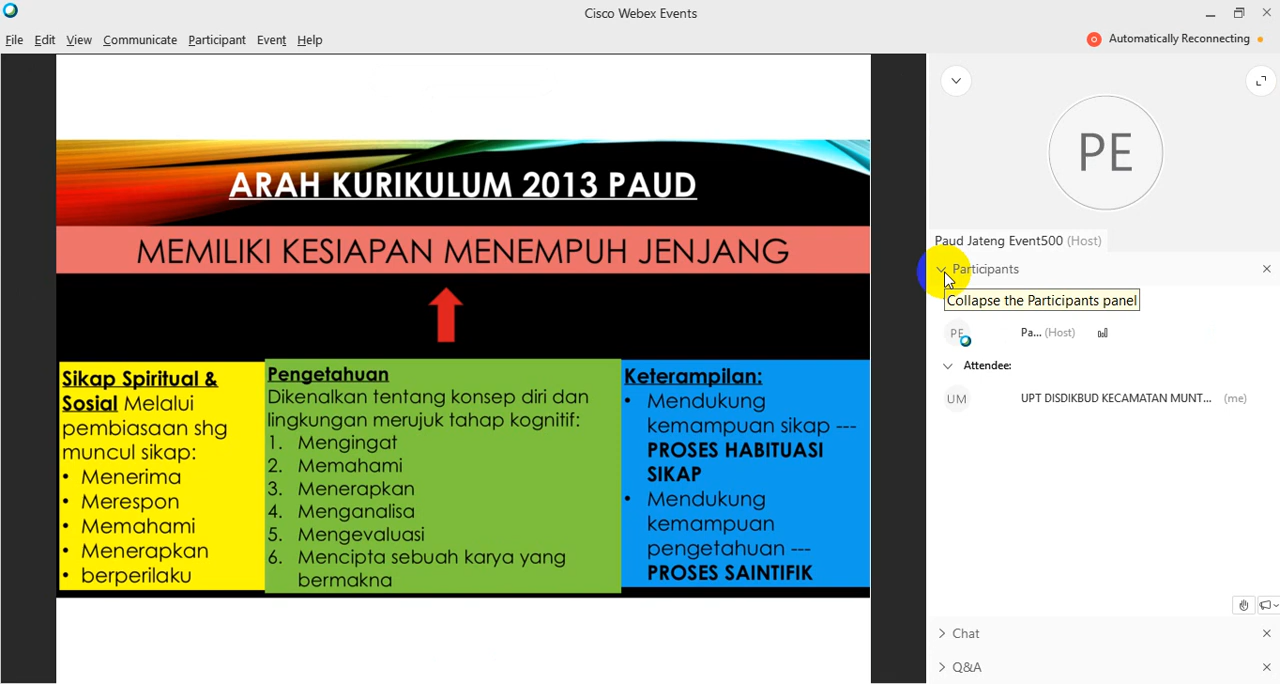 Cisco Webex Events
File Edit View Communicate Participant Event Help
Automatically Reconnecting
ARAH KURIKULUM 2013 PAUD
MEMILIKI KESIAPAN MENEMPUH JENJANG
Sikap Spiritual &
Sosial Melalui
pembiasaan shg
muncul sikap:
• Menerima
• Merespon
• Memahami
• Menerapkan
• berperilaku
Pengetahuan
Dikenalkan tentang konsep diri dan
lingkungan merujuk tahap kognitif:
1. Mengingat
2. Memahami
3. Menerapkan
4. Menganalisa
5. Mengevaluasi
6. Mencipta sebuah karya yang
bermakna
Keterampilan:
• Mendukung
kemampuan sikap ---
PROSES HABITUASI
SIKAP
• Mendukung
kemampuan
pengetahuan ---
PROSES SAINTIFIK
PE
Paud Jateng Event500 (Host)
Participants
Collapse the Participants panel
PE Pa... (Host)
Attendee:
UM UPT DISDIKBUD KECAMATAN MUNT... (me)
Chat
Q&A